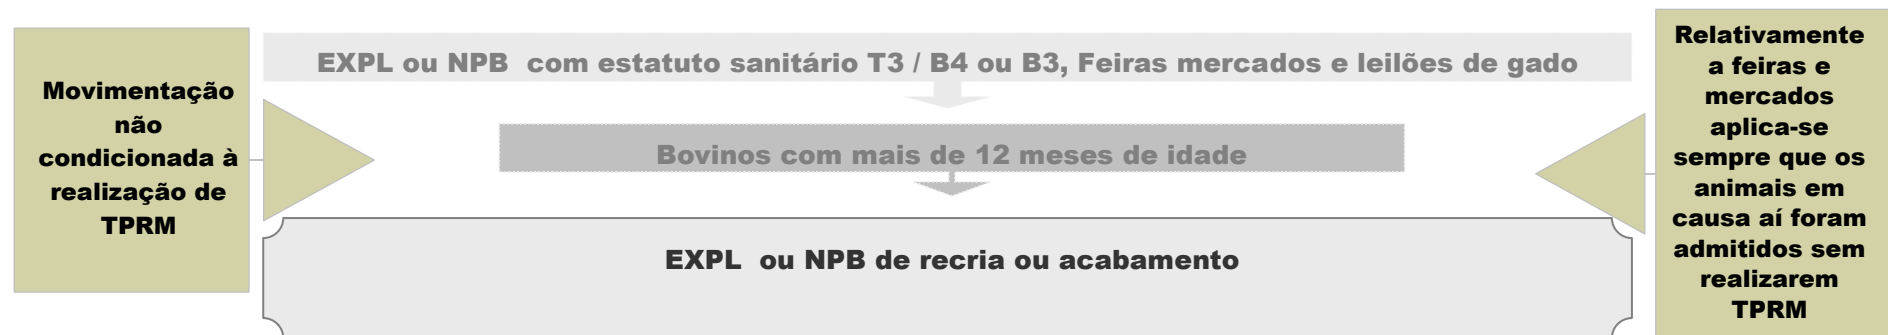 Movimentação
não
condicionada à
realização de
TPRM
EXPL ou NPB com estatuto sanitário T3 / B4 ou B3, Feiras mercados e leilões de gado
Bovinos com mais de 12 meses de idade
EXPL ou NPB de recria ou acabamento
Relativamente
a feiras e
mercados
aplica-se
sempre que os
animais em
causa aí foram
admitidos sem
realizarem
TPRM